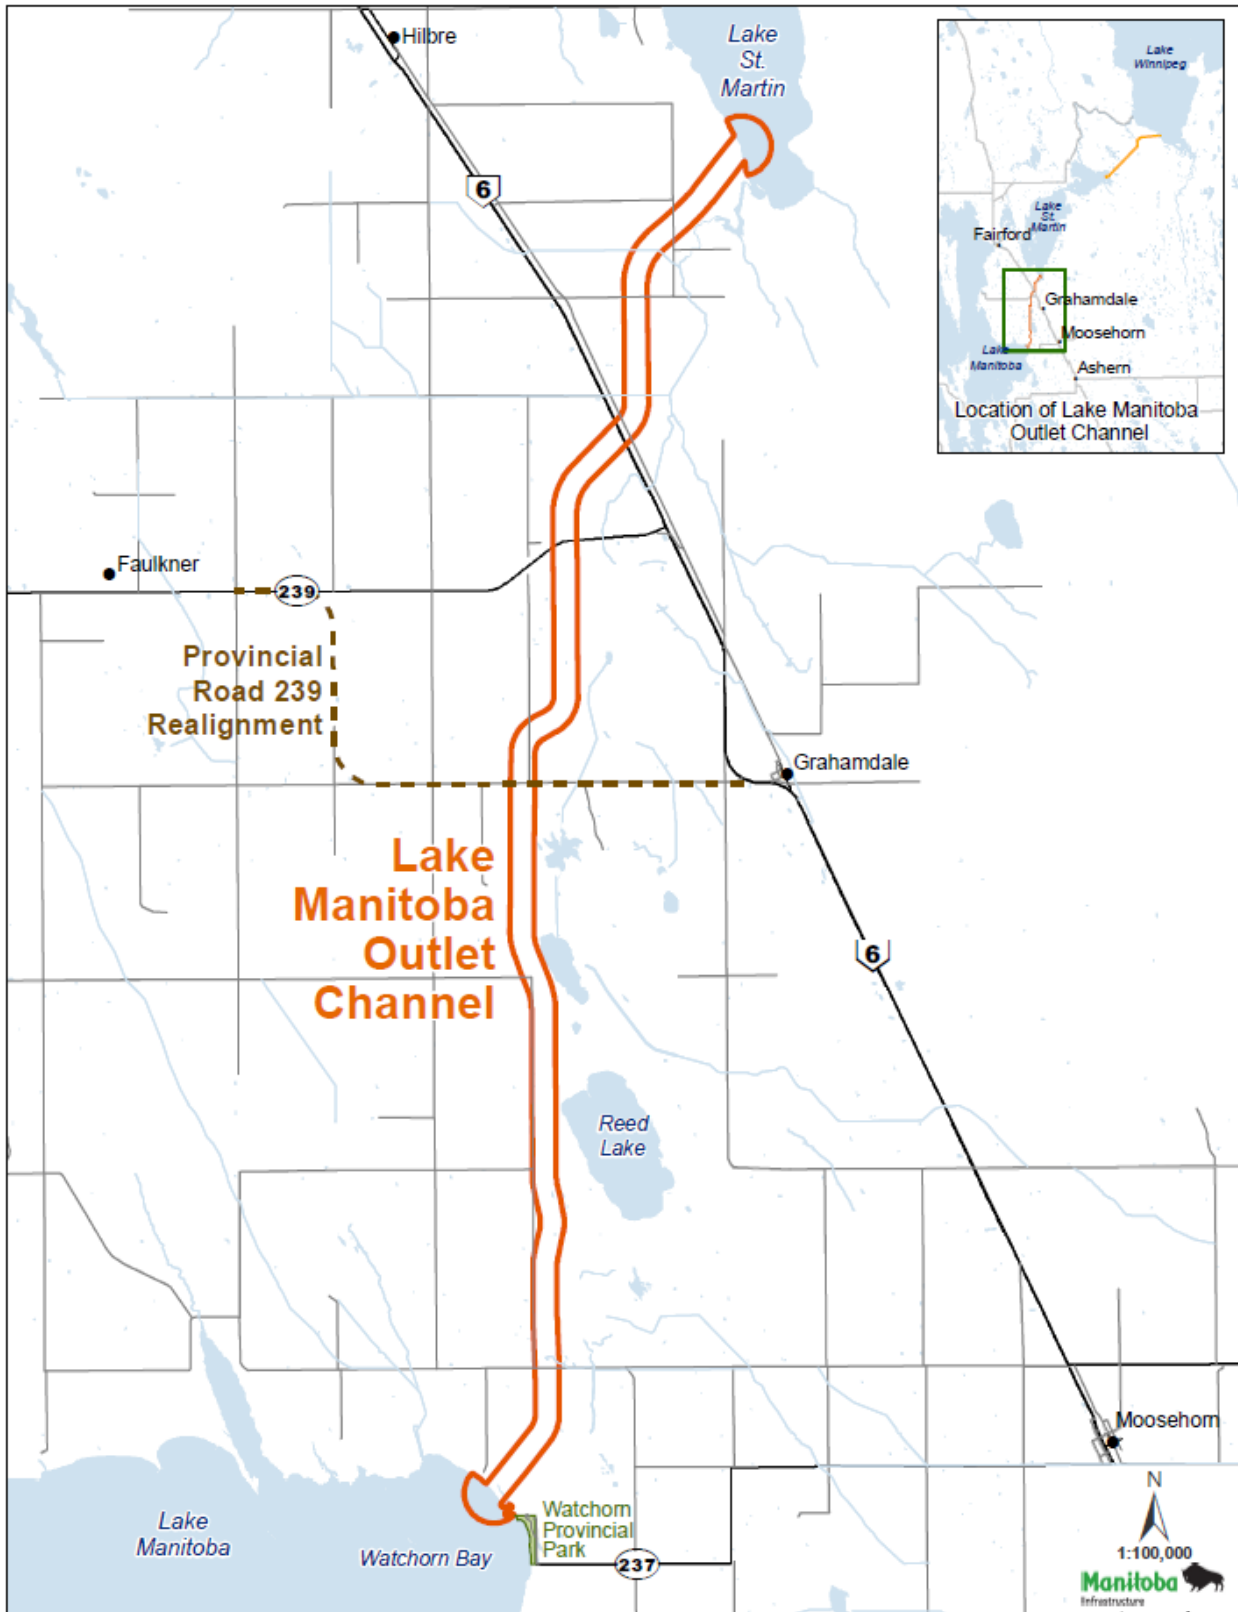 Hilbre
Lake
St.
Martin
6
Lake
Winnipeg
Lake
St.
Martin
Fairford
Grahamdale
Moosehorn
Lake
Manitoba
Ashern
Location of Lake Manitoba
Outlet Channel
Faulkner
239
Provincial
Road 239
Realignment
Grahamdale
Lake
Manitoba
Outlet
Channel
6
Reed
Lake
Moosehorn
Lake
Manitoba
Watchorn Bay
Watchorn
Provincial
Park
237
N
1:100,000
Manitoba
Infrastructure